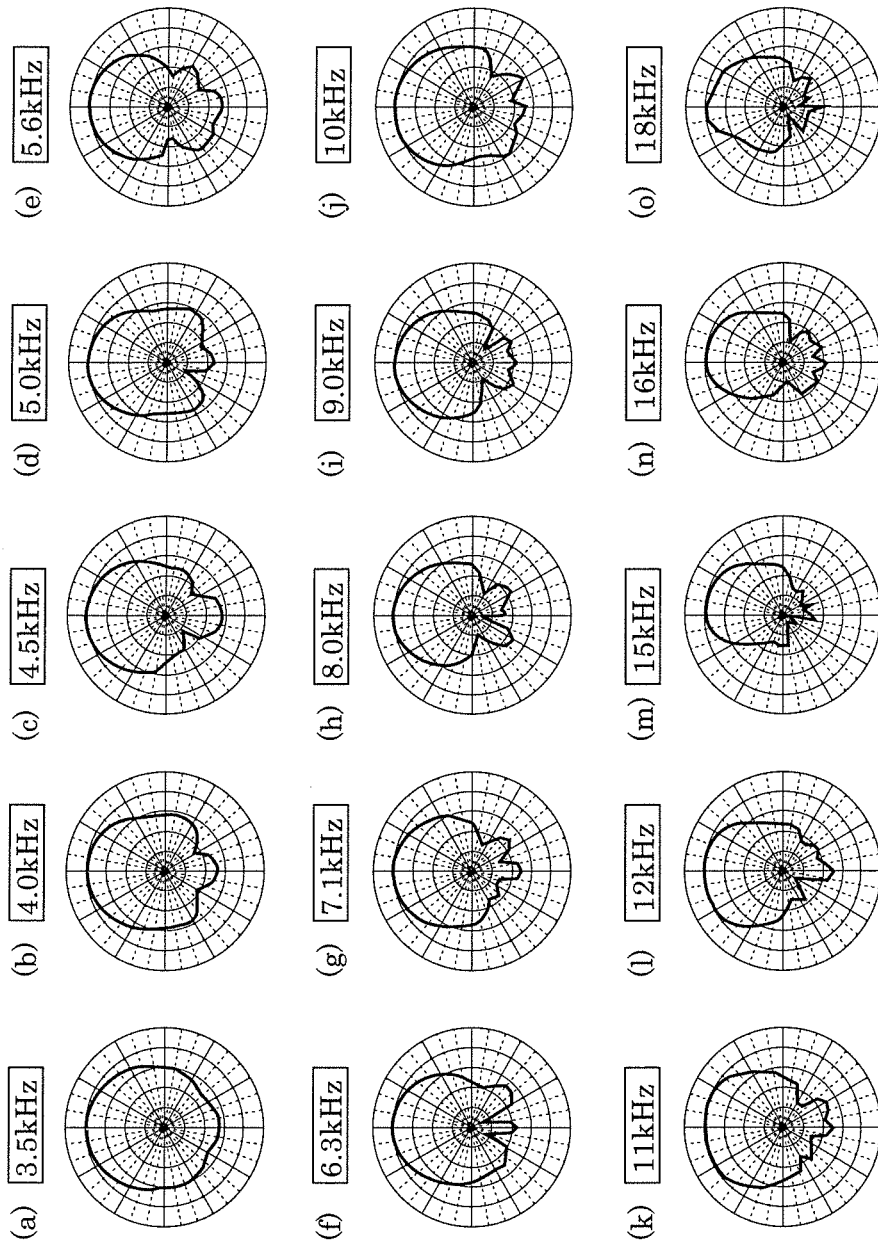 (a) 3.5kHz
(b) 4.0kHz
(c) 4.5kHz
(d) 5.0kHz
(e) 5.6kHz
(f) 6.3kHz
(g) 7.1kHz
(h) 8.0kHz
(i) 9.0kHz
(j) 10kHz
(k) 11kHz
(l) 12kHz
(m) 15kHz
(n) 16kHz
(o) 18kHz